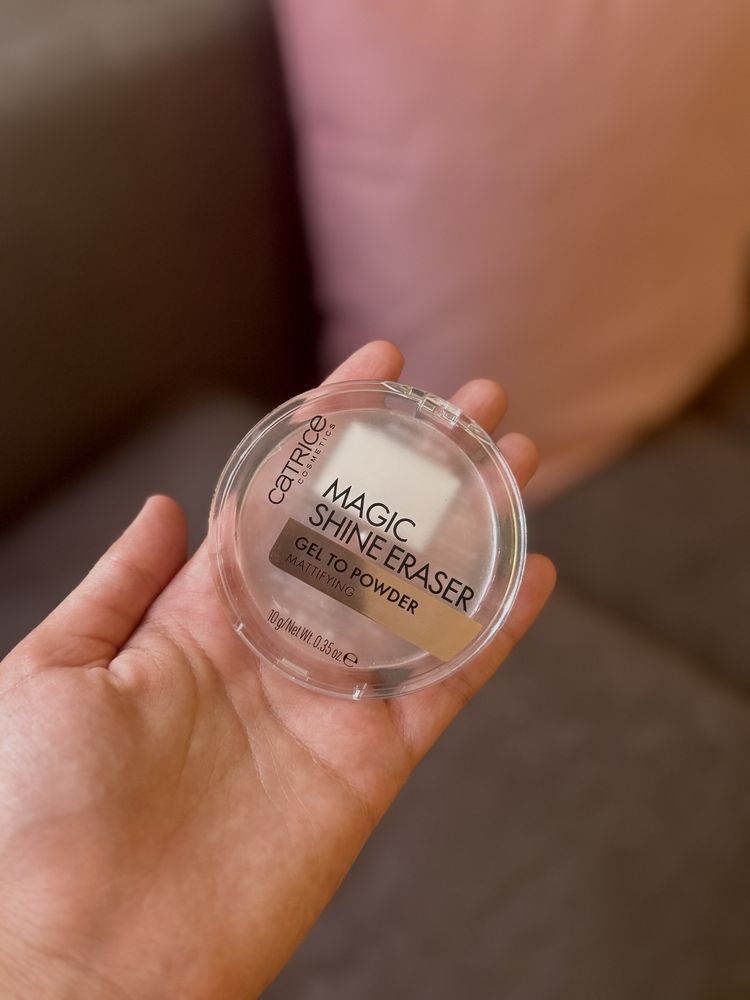 CATRICE
COSMETICS
MAGIC
SHINE ERASER
GEL TO POWDER
MATTIFYING
10 g/Net Wt. 0.35 oz. ℮